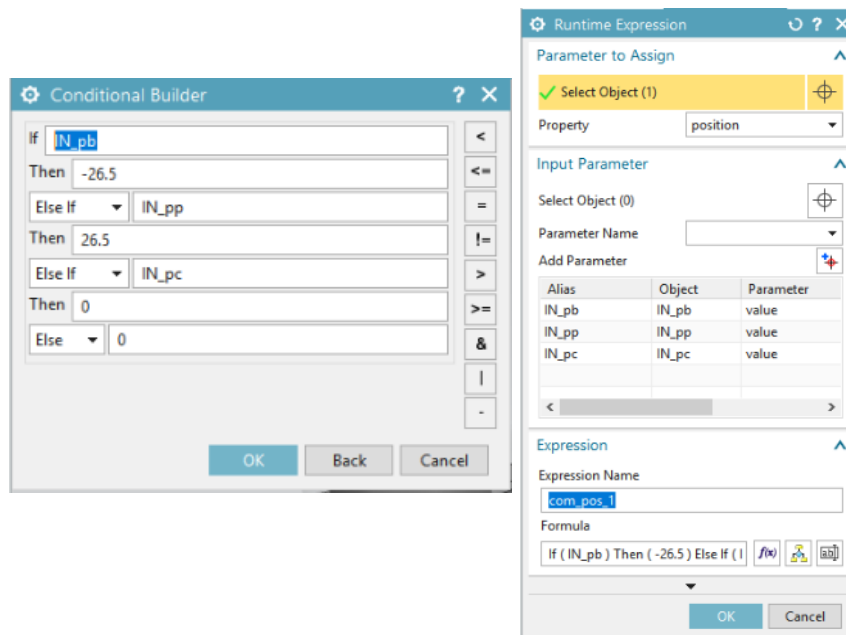 Conditional Builder
? ×
If IN_pb
Then -26.5
Else If IN_pp
Then 26.5
Else If IN_pc
Then 0
Else 0
<
<=
=
!=
>
>=
&
|
-
OK Back Cancel
Runtime Expression
? ×
Parameter to Assign
Select Object (1)
Property position
Input Parameter
Select Object (0)
Parameter Name
Add Parameter
Alias Object Parameter
IN_pb IN_pb value
IN_pp IN_pp value
IN_pc IN_pc value
< >
Expression
Expression Name
com_pos_1
Formula
If ( IN_pb ) Then ( -26.5 ) Else If ( I
f(x) ab
OK Cancel